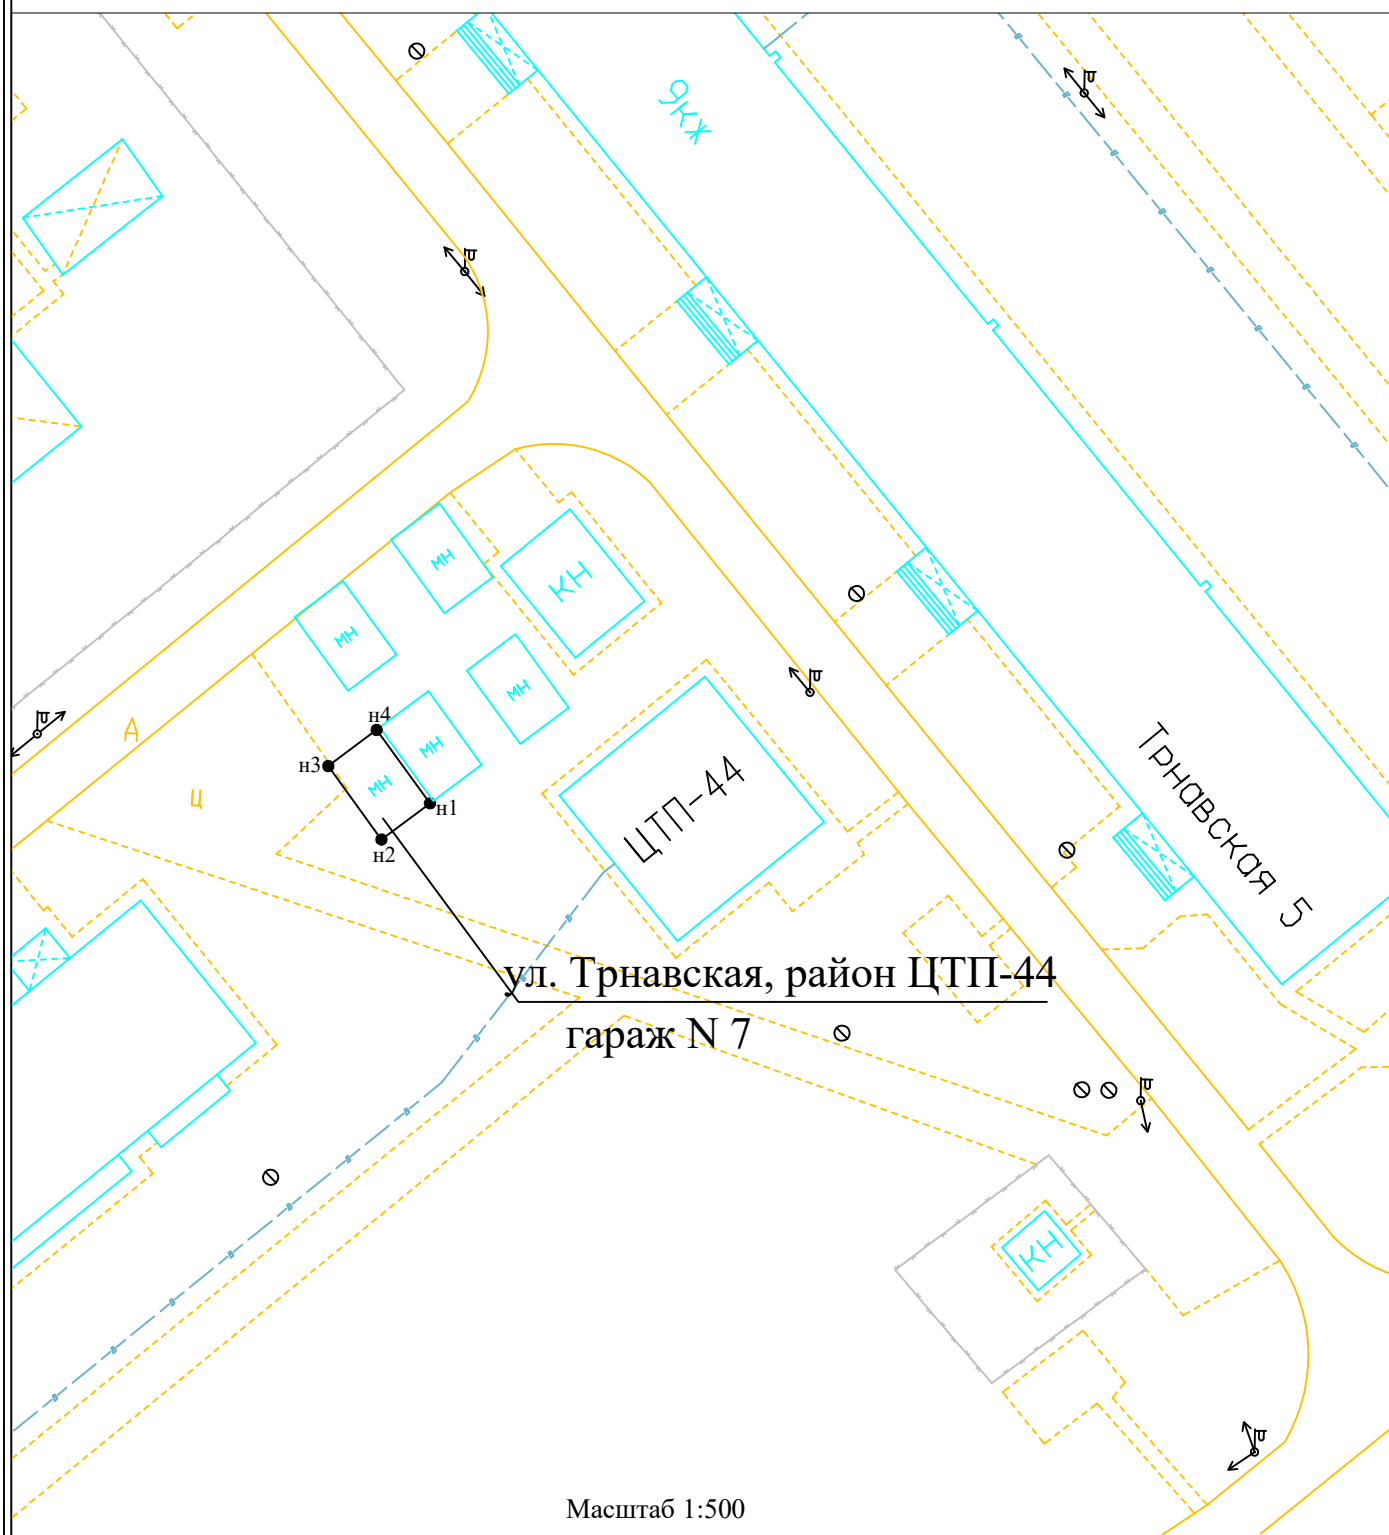 9кж
мн
КН
мн
мн
А
н4
мн
н3
мн
ц
н1
н2
ЦТП-44
Трнавская 5
ул. Трнавская, район ЦТП-44
гараж N 7
КН
Масштаб 1:500